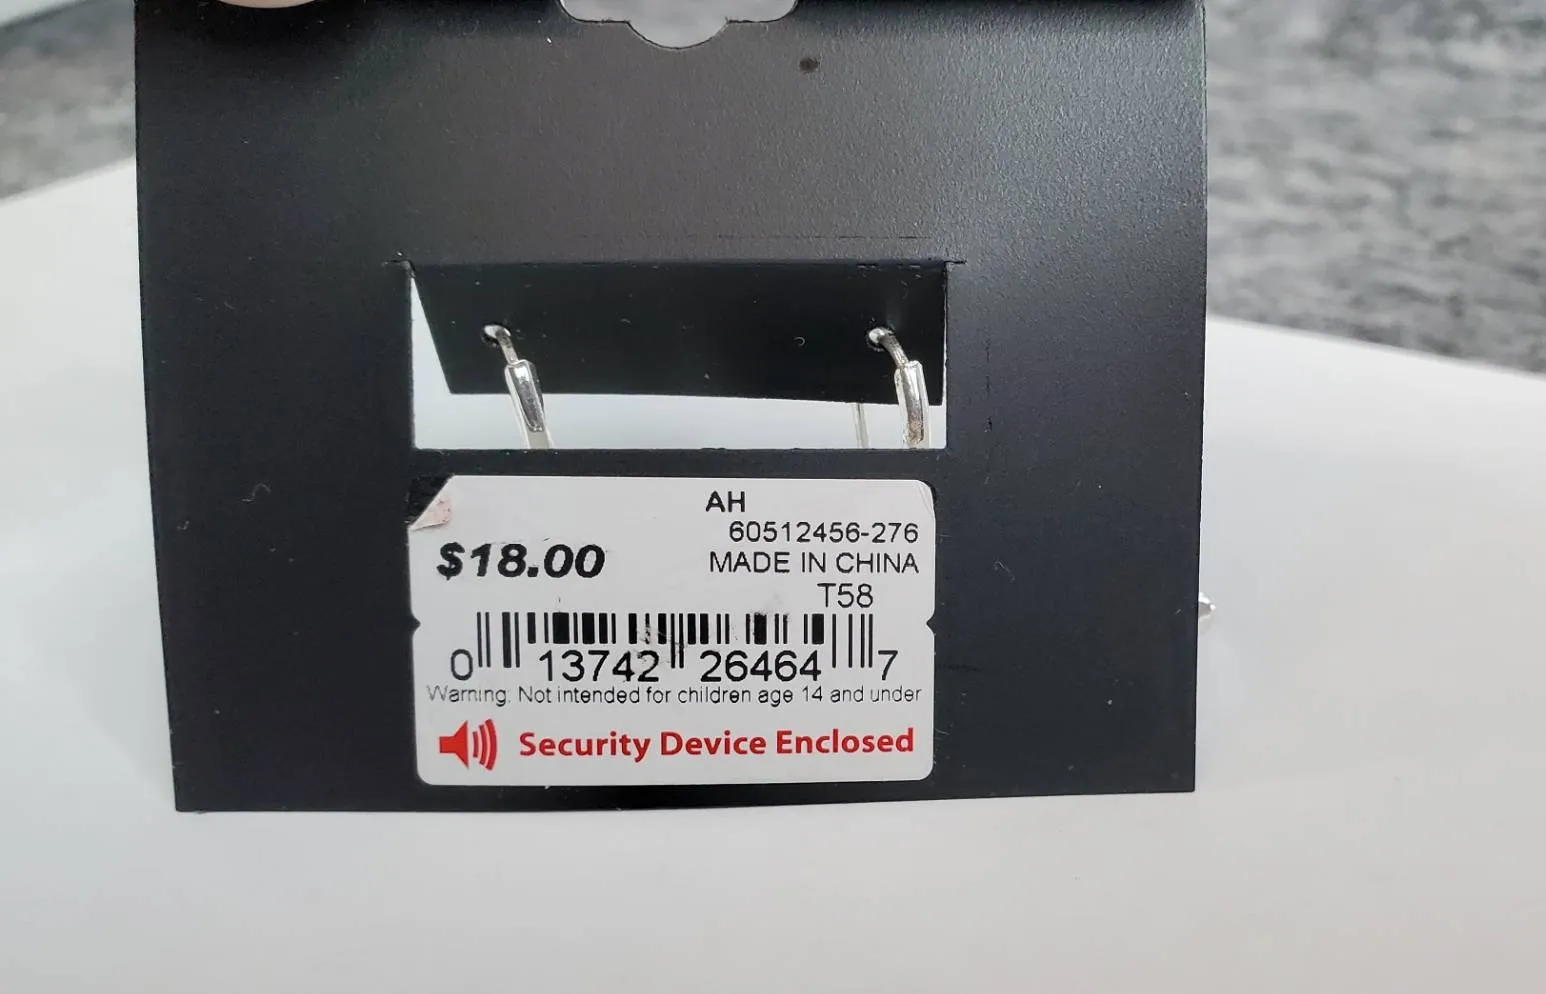 AH
60512456-276
$18.00
MADE IN CHINA
T58
0 13742 26464 7
Warning: Not intended for children age 14 and under
Security Device Enclosed